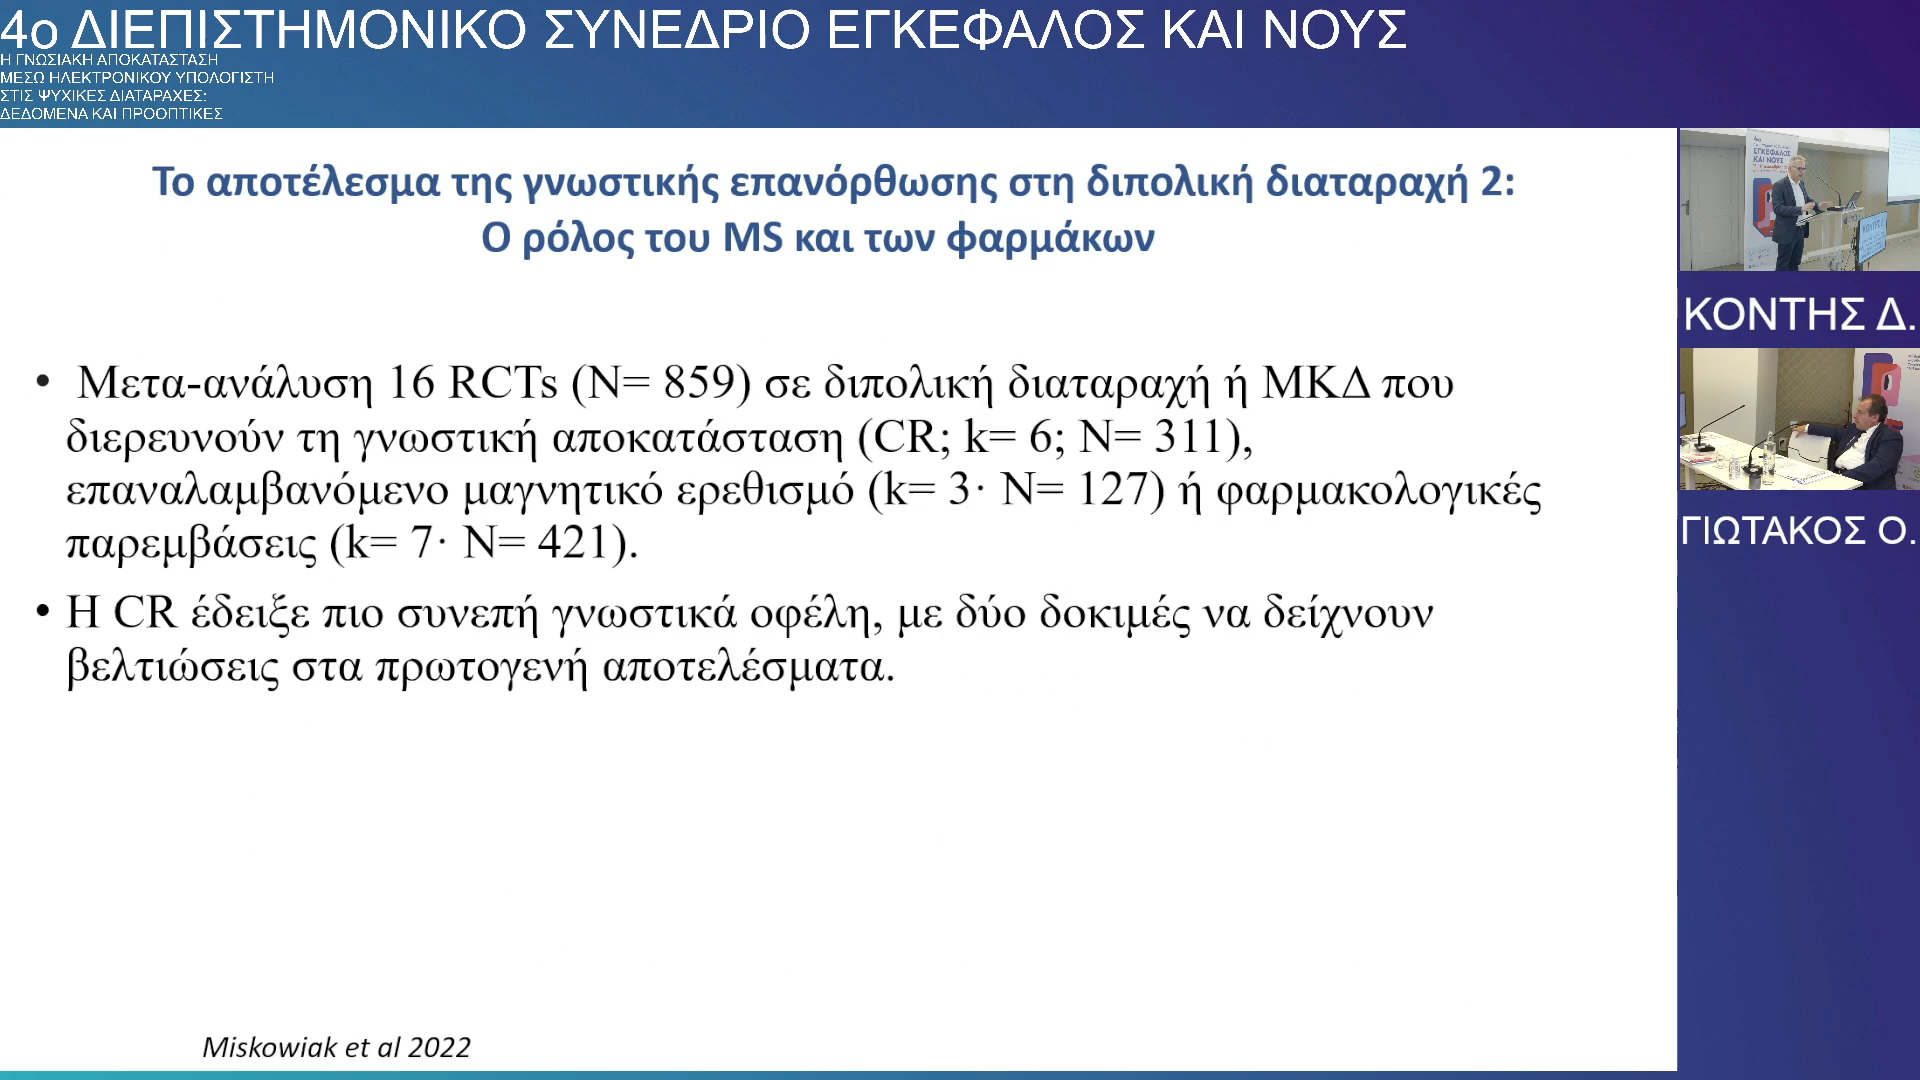 4ο ΔΙΕΠΙΣΤΗΜΟΝΙΚΟ ΣΥΝΕΔΡΙΟ ΕΓΚΕΦΑΛΟΣ ΚΑΙ ΝΟΥΣ
Η ΓΝΩΣΙΑΚΗ ΑΠΟΚΑΤΑΣΤΑΣΗ
ΜΕΣΩ ΗΛΕΚΤΡΟΝΙΚΟΥ ΥΠΟΛΟΓΙΣΤΗ
ΣΤΙΣ ΨΥΧΙΚΕΣ ΔΙΑΤΑΡΑΧΕΣ:
ΔΕΔΟΜΕΝΑ ΚΑΙ ΠΡΟΟΠΤΙΚΕΣ
Το αποτέλεσμα της γνωστικής επανόρθωσης στη διπολική διαταραχή 2:
Ο ρόλος του MS και των φαρμάκων
• Μετα-ανάλυση 16 RCTs (N= 859) σε διπολική διαταραχή ή ΜΚΔ που
διερευνούν τη γνωστική αποκατάσταση (CR; k= 6; N= 311),
επαναλαμβανόμενο μαγνητικό ερεθισμό (k= 3· N= 127) ή φαρμακολογικές
παρεμβάσεις (k= 7· N= 421).
• Η CR έδειξε πιο συνεπή γνωστικά οφέλη, με δύο δοκιμές να δείχνουν
βελτιώσεις στα πρωτογενή αποτελέσματα.
Miskowiak et al 2022
ΕΓΚΕΦΑΛΟΣ
ΚΑΙ ΝΟΥΣ
ΚΟΝΤΗΣ Δ.
ΓΙΩΤΑΚΟΣ Ο.